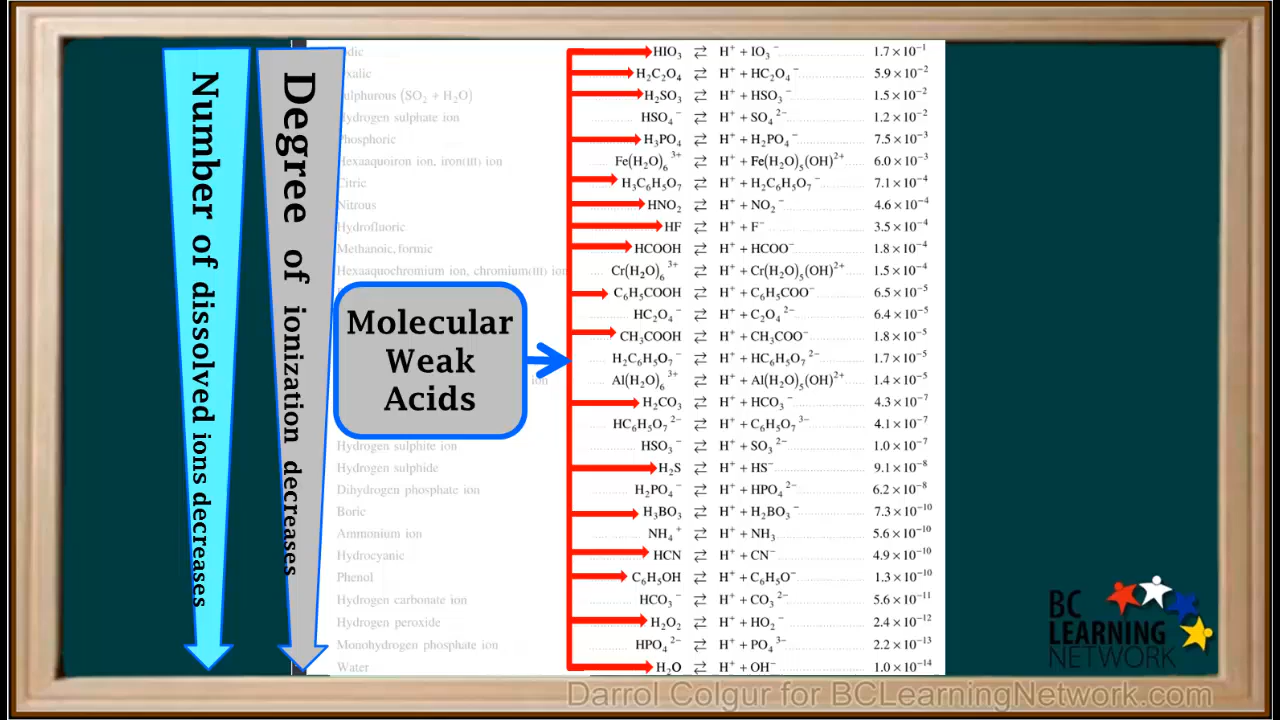 Number of dissolved ions decreases
Degree of ionization decreases
Molecular
Weak
Acids
HIO₃ ⇄ H⁺ + IO₃⁻ 1.7 × 10⁻¹
H₂C₂O₄ ⇄ H⁺ + HC₂O₄⁻ 5.9 × 10⁻²
ulphurous (SO₂ + H₂O) H₂SO₃ ⇄ H⁺ + HSO₃⁻ 1.5 × 10⁻²
ydrogen sulphate ion HSO₄⁻ ⇄ H⁺ + SO₄²⁻ 1.2 × 10⁻²
Phosphoric H₃PO₄ ⇄ H⁺ + H₂PO₄⁻ 7.5 × 10⁻³
Hexaaquoiron ion, iron(III) ion Fe(H₂O)₆³⁺ ⇄ H⁺ + Fe(H₂O)₅(OH)²⁺ 6.0 × 10⁻³
Citric H₃C₆H₅O₇ ⇄ H⁺ + H₂C₆H₅O₇⁻ 7.1 × 10⁻⁴
Nitrous HNO₂ ⇄ H⁺ + NO₂⁻ 4.6 × 10⁻⁴
Hydrofluoric HF ⇄ H⁺ + F⁻ 3.5 × 10⁻⁴
Methanoic, formic HCOOH ⇄ H⁺ + HCOO⁻ 1.8 × 10⁻⁴
Hexaaquochromium ion, chromium(III) ion Cr(H₂O)₆³⁺ ⇄ H⁺ + Cr(H₂O)₅(OH)²⁺ 1.5 × 10⁻⁴
C₆H₅COOH ⇄ H⁺ + C₆H₅COO⁻ 6.5 × 10⁻⁵
HC₂O₄⁻ ⇄ H⁺ + C₂O₄²⁻ 6.4 × 10⁻⁵
CH₃COOH ⇄ H⁺ + CH₃COO⁻ 1.8 × 10⁻⁵
H₂C₆H₅O₇⁻ ⇄ H⁺ + HC₆H₅O₇²⁻ 1.7 × 10⁻⁵
ion Al(H₂O)₆³⁺ ⇄ H⁺ + Al(H₂O)₅(OH)²⁺ 1.4 × 10⁻⁵
H₂CO₃ ⇄ H⁺ + HCO₃⁻ 4.3 × 10⁻⁷
HC₆H₅O₇²⁻ ⇄ H⁺ + C₆H₅O₇³⁻ 4.1 × 10⁻⁷
Hydrogen sulphite ion HSO₃⁻ ⇄ H⁺ + SO₃²⁻ 1.0 × 10⁻⁷
Hydrogen sulphide H₂S ⇄ H⁺ + HS⁻ 9.1 × 10⁻⁸
Dihydrogen phosphate ion H₂PO₄⁻ ⇄ H⁺ + HPO₄²⁻ 6.2 × 10⁻⁸
Boric H₃BO₃ ⇄ H⁺ + H₂BO₃⁻ 7.3 × 10⁻¹⁰
Ammonium ion NH₄⁺ ⇄ H⁺ + NH₃ 5.6 × 10⁻¹⁰
Hydrocyanic HCN ⇄ H⁺ + CN⁻ 4.9 × 10⁻¹⁰
Phenol C₆H₅OH ⇄ H⁺ + C₆H₅O⁻ 1.3 × 10⁻¹⁰
Hydrogen carbonate ion HCO₃⁻ ⇄ H⁺ + CO₃²⁻ 5.6 × 10⁻¹¹
Hydrogen peroxide H₂O₂ ⇄ H⁺ + HO₂⁻ 2.4 × 10⁻¹²
Monohydrogen phosphate ion HPO₄²⁻ ⇄ H⁺ + PO₄³⁻ 2.2 × 10⁻¹³
Water H₂O ⇄ H⁺ + OH⁻ 1.0 × 10⁻¹⁴
BC
LEARNING
NETWORK
Darrol Colgur for BCLearningNetwork.com